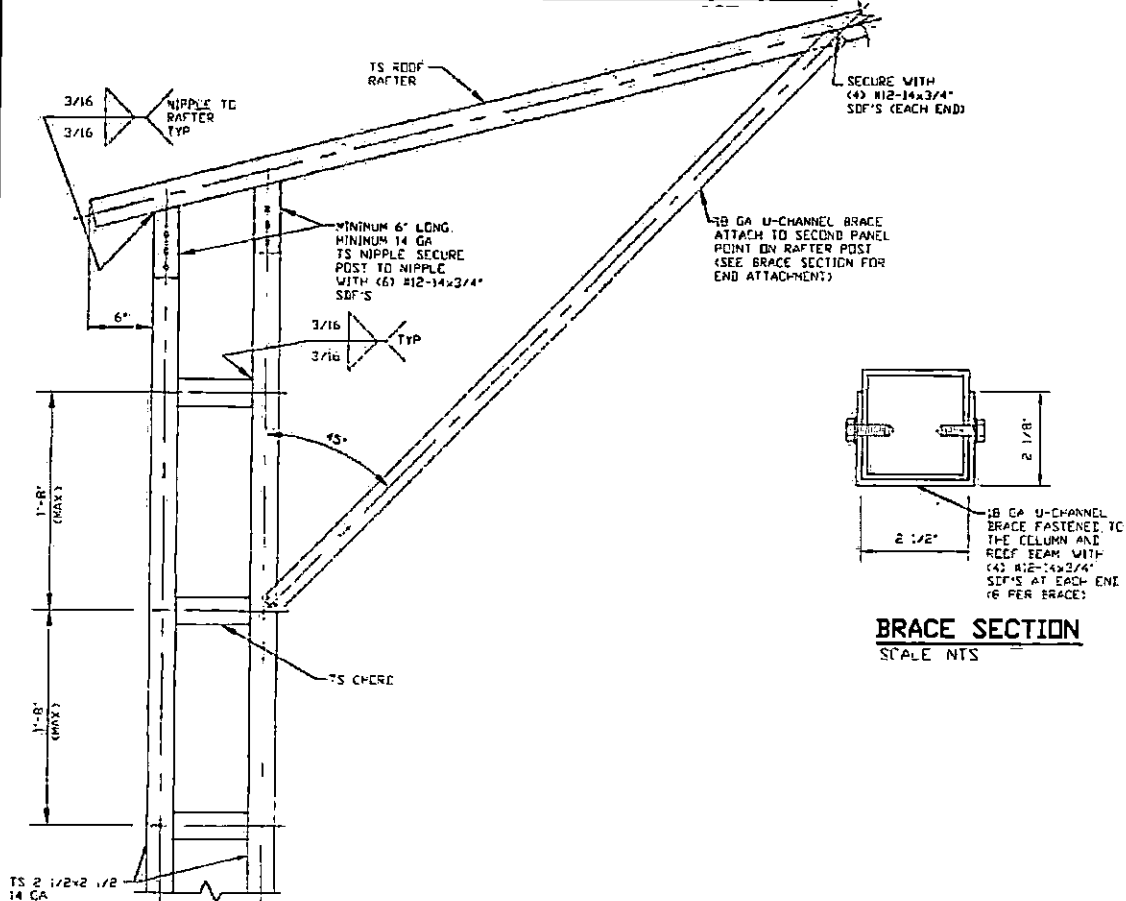 TS ROOF
RAFTER
SECURE WITH
(4) #12-14x3/4"
SDF'S (EACH END)
3/16
3/16
NIPPLE TO
RAFTER
TYP
MINIMUM 6" LONG,
MINIMUM 14 GA
TS NIPPLE SECURE
POST TO NIPPLE
WITH (6) #12-14x3/4"
SDF'S
18 GA U-CHANNEL BRACE
ATTACH TO SECOND PANEL
POINT ON RAFTER POST
(SEE BRACE SECTION FOR
END ATTACHMENT)
6"
3/16
3/16
TYP
45°
1'-8"
(MAX)
2 1/8"
2 1/2"
18 GA U-CHANNEL
BRACE FASTENED TO
THE COLUMN AND
ROOF BEAM WITH
(4) #12-14x3/4"
SDF'S AT EACH END
(8 PER BRACE)
BRACE SECTION
SCALE NTS
TS CHORD
1'-8"
(MAX)
TS 2 1/2x2 1/2
14 GA